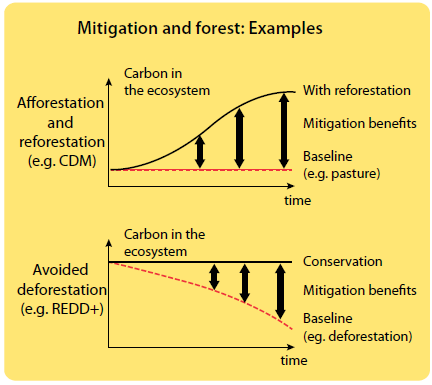 Mitigation and forest: Examples
Carbon in
the ecosystem
Afforestation
and
reforestation
(e.g. CDM)
With reforestation
Mitigation benefits
Baseline
(e.g. pasture)
time
Carbon in the
ecosystem
Avoided
deforestation
(e.g. REDD+)
Conservation
Mitigation benefits
Baseline
(eg. deforestation)
time